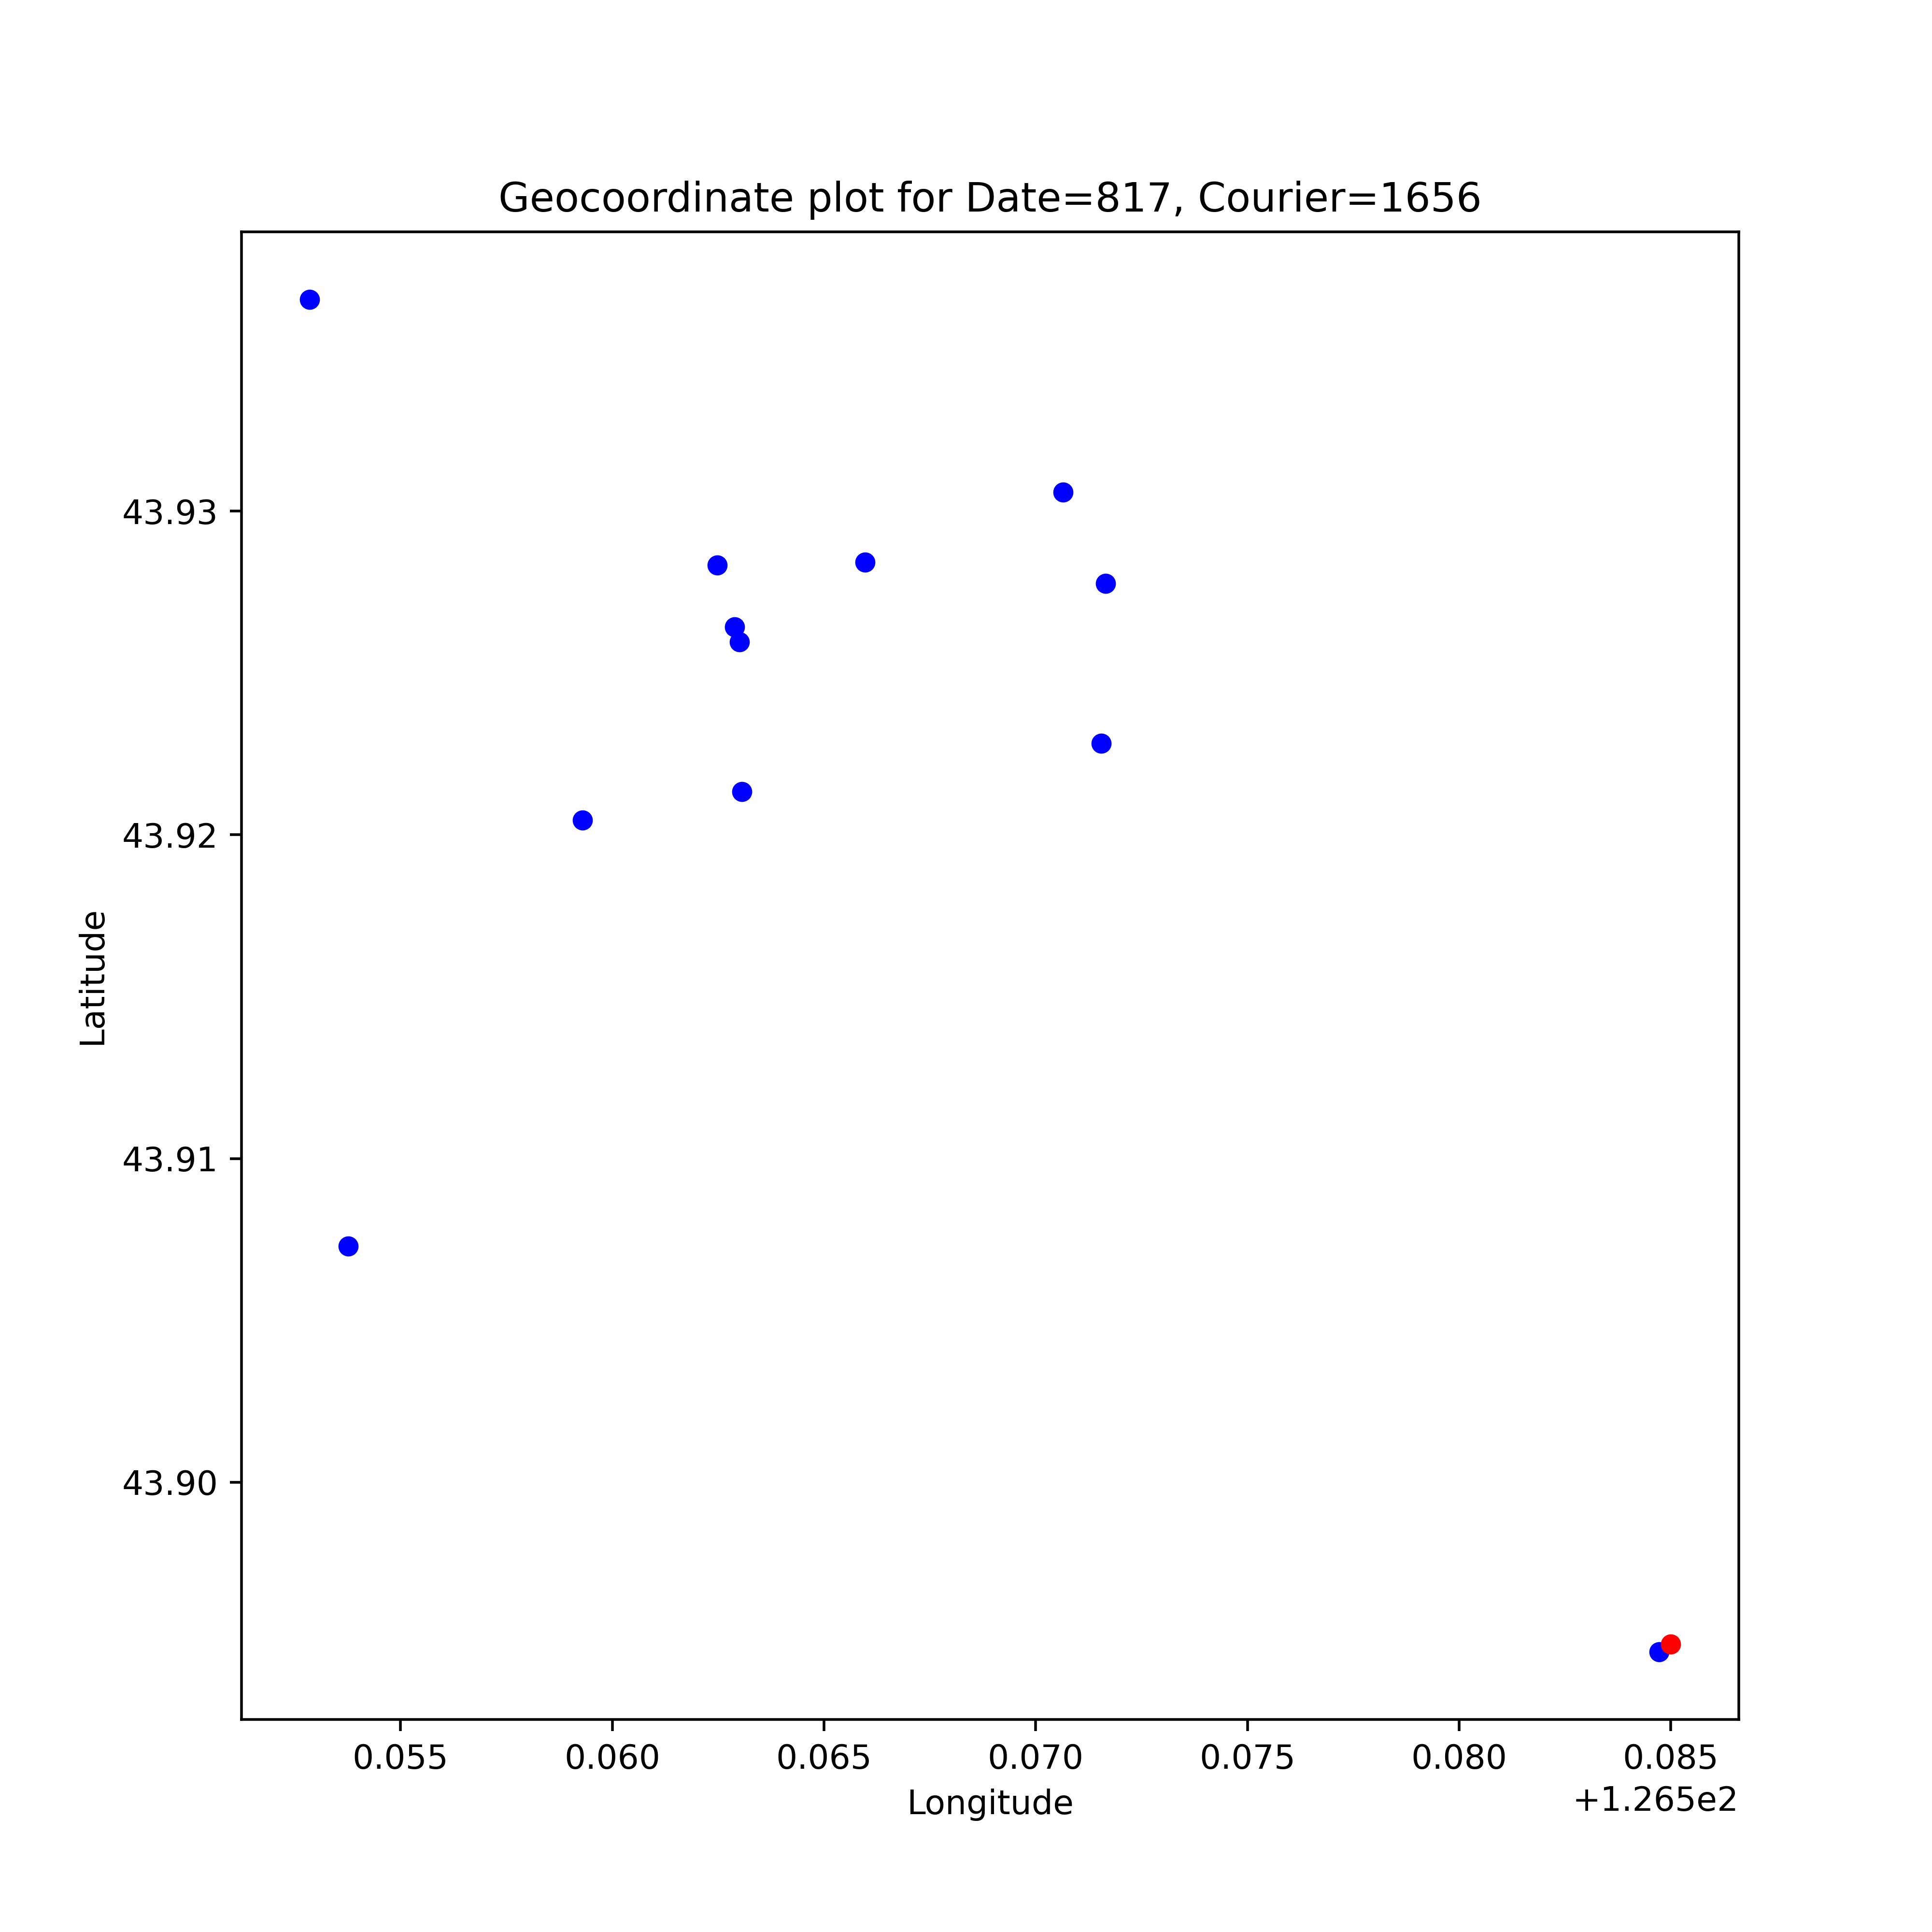 Geocoordinate plot for Date=817, Courier=1656
43.93
43.92
43.91
43.90
Latitude
0.055 0.060 0.065 0.070 0.075 0.080 0.085
+1.265e2
Longitude